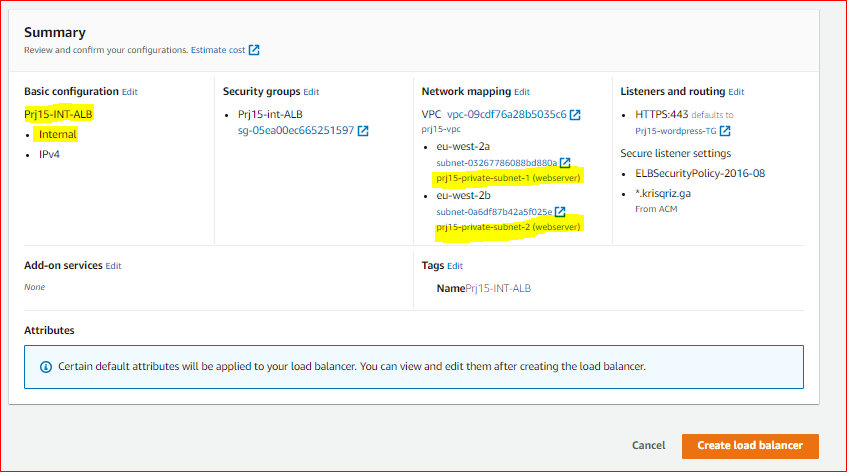 Summary
Review and confirm your configurations. Estimate cost
Basic configuration Edit
Prj15-INT-ALB
Internal
IPv4
Security groups Edit
Prj15-int-ALB
sg-05ea00ec665251597
Network mapping Edit
VPC vpc-09cdf76a28b5035c6
prj15-vpc
eu-west-2a
subnet-03267786088bd880a
prj15-private-subnet-1 (webserver)
eu-west-2b
subnet-0a6df87b42a5f025e
prj15-private-subnet-2 (webserver)
Listeners and routing Edit
HTTPS:443 defaults to
Prj15-wordpress-TG
Secure listener settings
ELBSecurityPolicy-2016-08
*.krisqriz.ga
From ACM
Add-on services Edit
None
Tags Edit
NamePrj15-INT-ALB
Attributes
Certain default attributes will be applied to your load balancer. You can view and edit them after creating the load balancer.
Cancel
Create load balancer